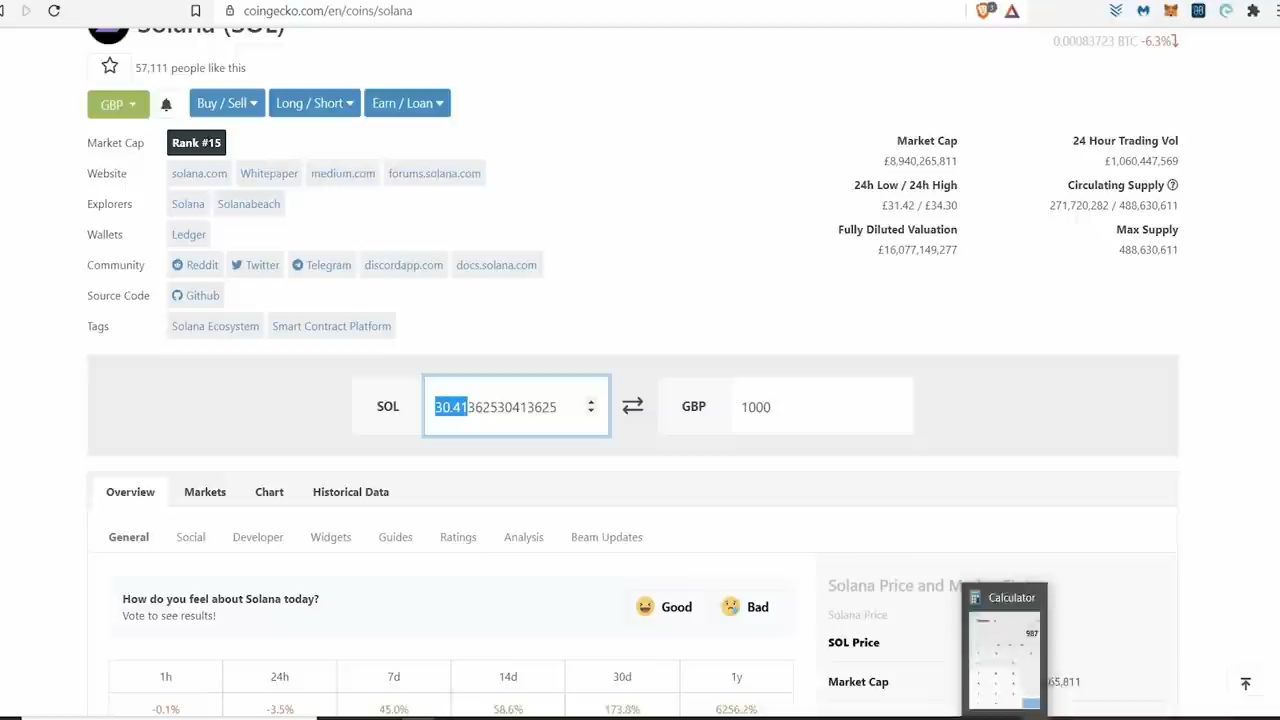 coingecko.com/en/coins/solana
Solana (SOL)
0.00083723 BTC -6.3%
57,111 people like this
GBP
Buy / Sell
Long / Short
Earn / Loan
Market Cap Rank #15
Website solana.com Whitepaper medium.com forums.solana.com
Explorers Solana Solanabeach
Wallets Ledger
Community Reddit Twitter Telegram discordapp.com docs.solana.com
Source Code Github
Tags Solana Ecosystem Smart Contract Platform
Market Cap
£8,940,265,811
24h Low / 24h High
£31.42 / £34.30
Fully Diluted Valuation
£16,077,149,277
24 Hour Trading Vol
£1,060,447,569
Circulating Supply
271,720,282 / 488,630,611
Max Supply
488,630,611
SOL 30.41362530413625 GBP 1000
Overview Markets Chart Historical Data
General Social Developer Widgets Guides Ratings Analysis Beam Updates
How do you feel about Solana today?
Vote to see results!
Good Bad
1h 24h 7d 14d 30d 1y
-0.1% -3.5% 45.0% 58.6% 173.8% 6256.2%
Solana Price and
Solana Price
SOL Price
Market Cap 65,811
Calculator
987